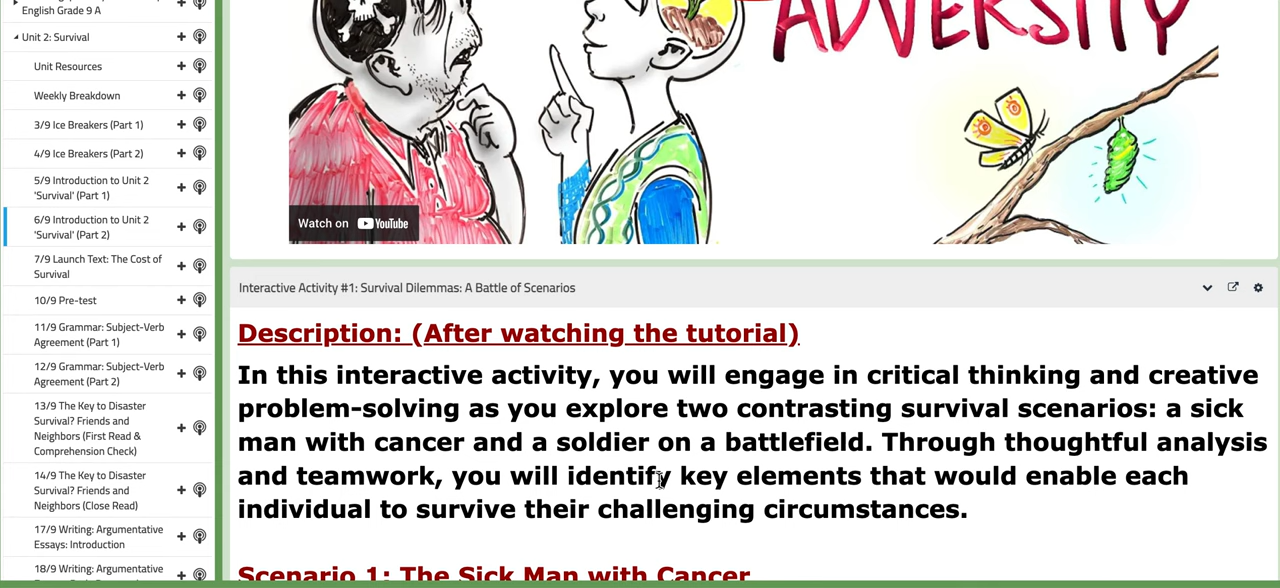 English Grade 9 A
Unit 2: Survival
Unit Resources
Weekly Breakdown
3/9 Ice Breakers (Part 1)
4/9 Ice Breakers (Part 2)
5/9 Introduction to Unit 2
'Survival' (Part 1)
6/9 Introduction to Unit 2
'Survival' (Part 2)
7/9 Launch Text: The Cost of
Survival
10/9 Pre-test
11/9 Grammar: Subject-Verb
Agreement (Part 1)
12/9 Grammar: Subject-Verb
Agreement (Part 2)
13/9 The Key to Disaster
Survival? Friends and
Neighbors (First Read &
Comprehension Check)
14/9 The Key to Disaster
Survival? Friends and
Neighbors (Close Read)
17/9 Writing: Argumentative
Essays: Introduction
18/9 Writing: Argumentative
ADVERSITY
Watch on YouTube
Interactive Activity #1: Survival Dilemmas: A Battle of Scenarios
Description: (After watching the tutorial)
In this interactive activity, you will engage in critical thinking and creative
problem-solving as you explore two contrasting survival scenarios: a sick
man with cancer and a soldier on a battlefield. Through thoughtful analysis
and teamwork, you will identify key elements that would enable each
individual to survive their challenging circumstances.
Scenario 1: The Sick Man with Cancer